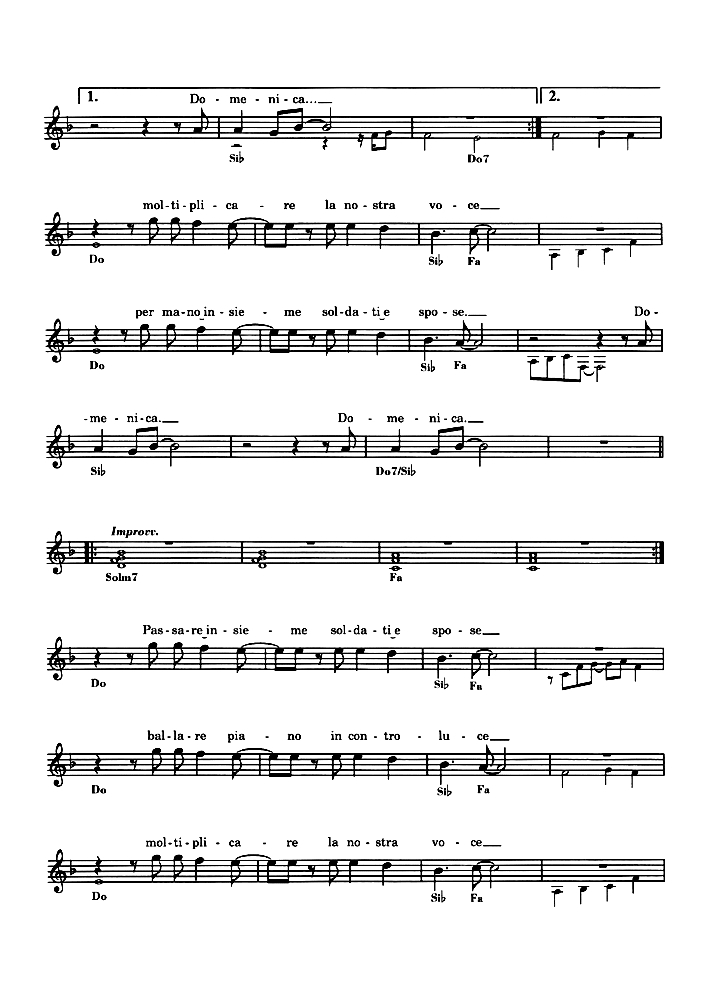 1. Do - me - ni - ca... 2.
Sib Do7
mol-ti-pli - ca - re la no - stra vo - ce
Do Sib Fa
per ma-no in-sie - me sol-da-ti e spo-se. Do-
Do Sib Fa
-me - ni-ca. Do - me - ni - ca.
Sib Do7/Sib
Improvv.
Solm7 Fa
Pas-sa-re in - sie - me sol-da-ti e spo - se
Do Sib Fa
bal-la-re pia - no in con-tro - lu - ce
Do Sib Fa
mol-ti-pli - ca - re la no - stra vo - ce
Do Sib Fa